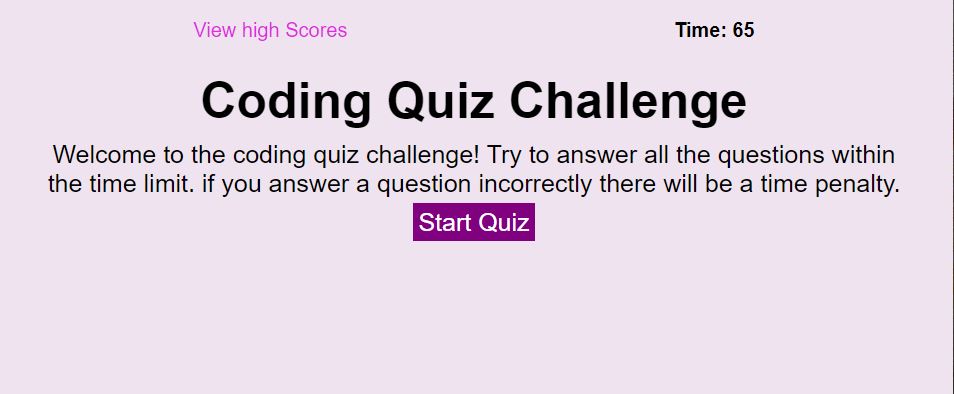 View high Scores Time: 65
Coding Quiz Challenge
Welcome to the coding quiz challenge! Try to answer all the questions within
the time limit. if you answer a question incorrectly there will be a time penalty.
Start Quiz